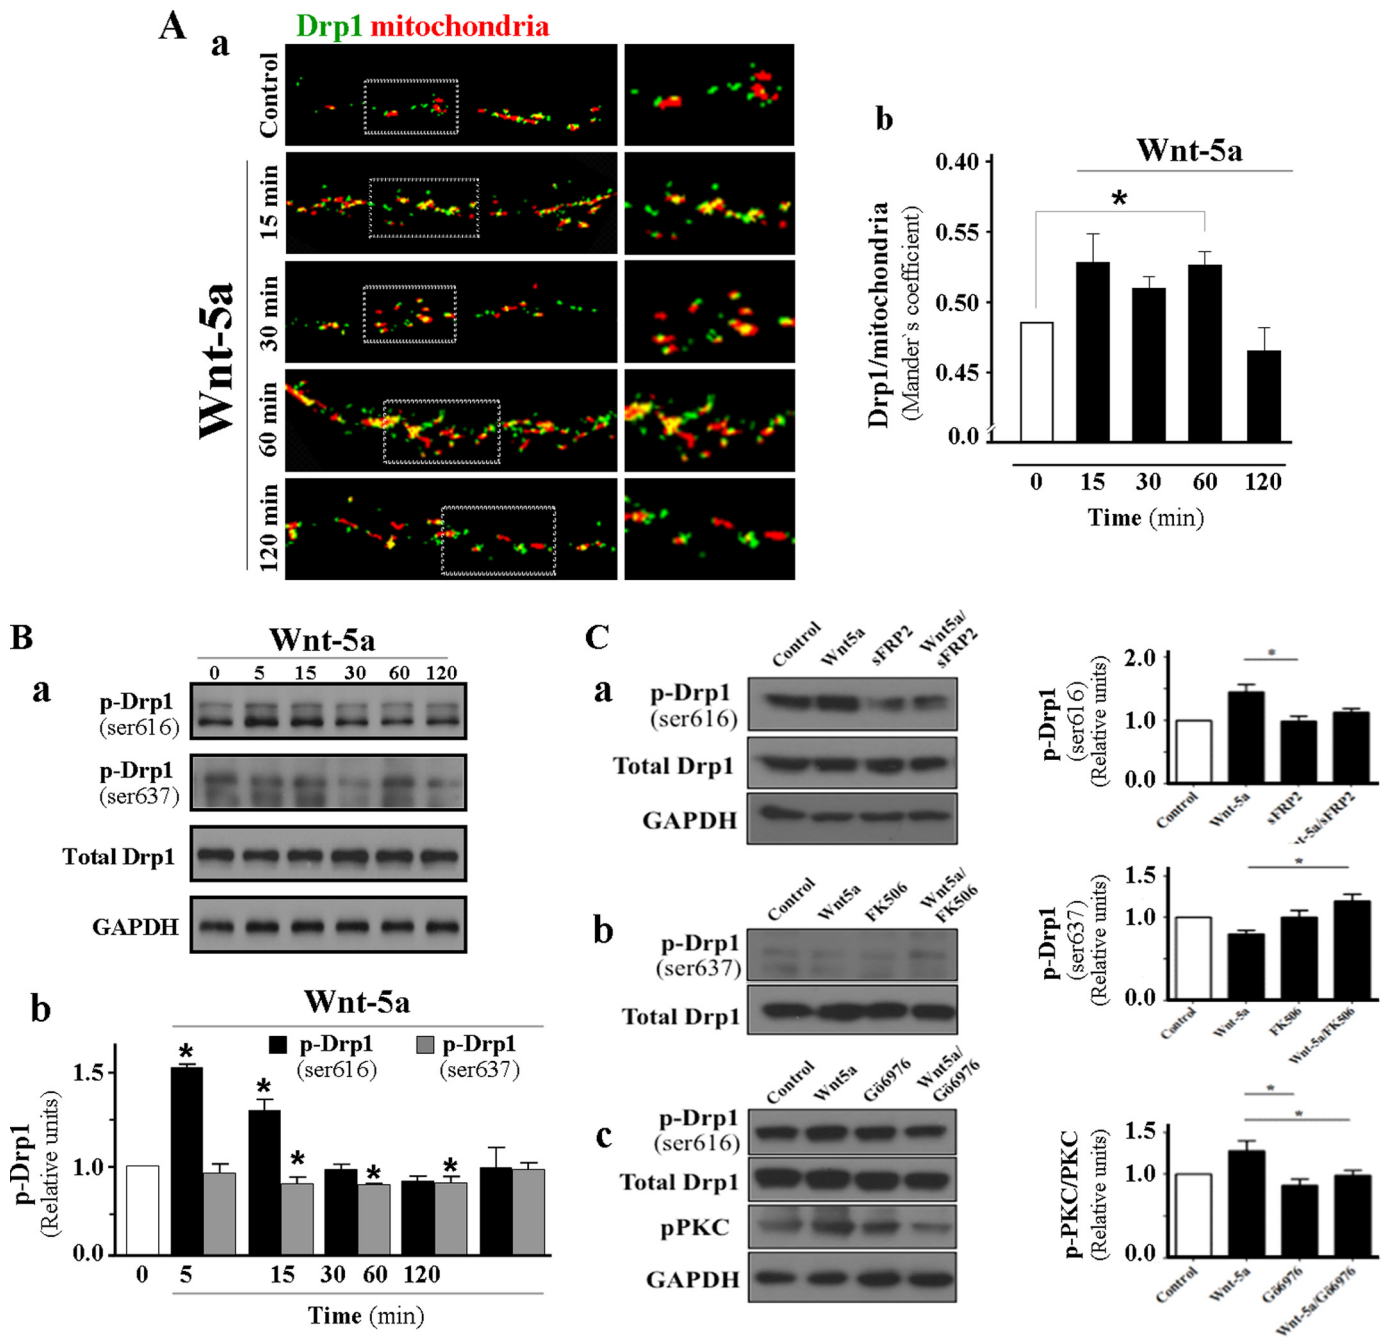 A
Drp1 mitochondria
a
Control
15 min
30 min
60 min
120 min
Wnt-5a
b
Wnt-5a
*
0.40
0.55
0.50
0.45
0.0
Drp1/mitochondria
(Mander`s coefficient)
0 15 30 60 120
Time (min)
B
Wnt-5a
0 5 15 30 60 120
a
p-Drp1
(ser616)
p-Drp1
(ser637)
Total Drp1
GAPDH
b
Wnt-5a
p-Drp1
(ser616)
p-Drp1
(ser637)
* * * * *
1.5
1.0
0.0
p-Drp1
(Relative units)
0 5 15 30 60 120
Time (min)
C
a
Control Wnt5a sFRP2 Wnt5a/
sFRP2
p-Drp1
(ser616)
Total Drp1
GAPDH
2.0
1.0
0.0
*
p-Drp1
(ser616)
(Relative units)
Control Wnt-5a sFRP2 nt-5a/sFRP2
b
Control Wnt5a FK506 Wnt5a/
FK506
p-Drp1
(ser637)
Total Drp1
1.5
1.0
0.0
*
p-Drp1
(ser637)
(Relative units)
Control Wnt-5a FK506 Wnt-5a/FK506
c
Control Wnt5a Gö6976 Wnt5a/
Gö6976
p-Drp1
(ser616)
Total Drp1
pPKC
GAPDH
*
*
1.5
1.0
0.0
p-PKC/PKC
(Relative units)
Control Wnt-5a Gö6976 Wnt-5a/Gö6976